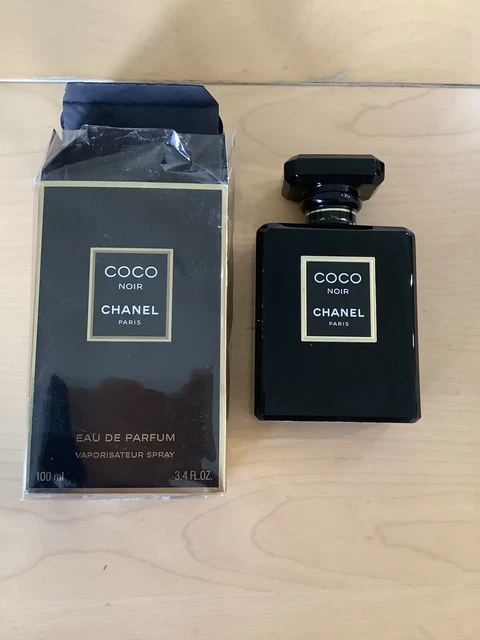 COCO
NOIR
CHANEL
PARIS
EAU DE PARFUM
VAPORISATEUR SPRAY
100 ml 3.4 FL.OZ.
COCO
NOIR
CHANEL
PARIS